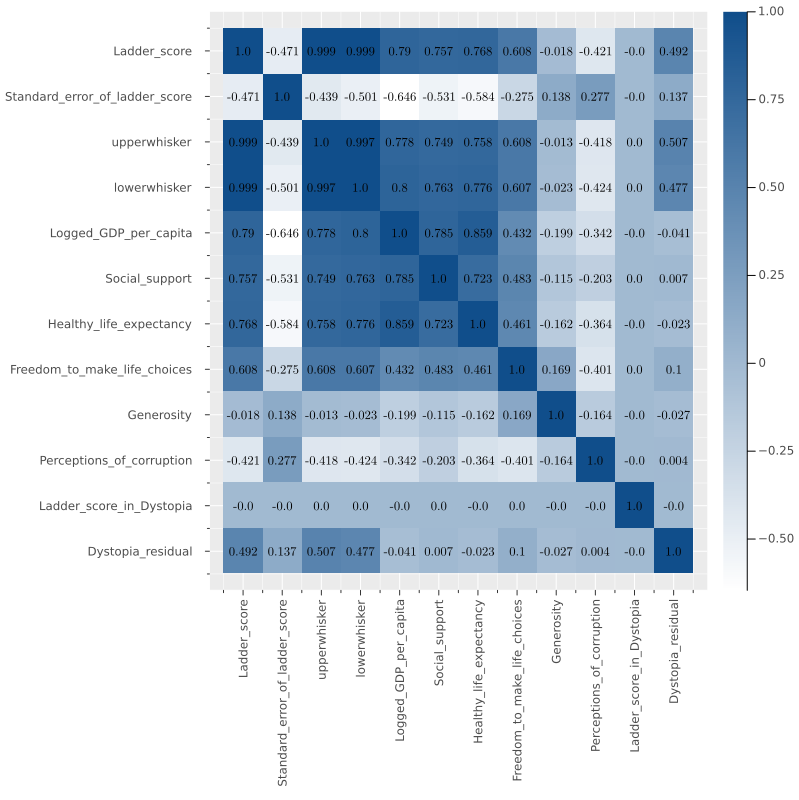 Ladder_score 1.0 -0.471 0.999 0.999 0.79 0.757 0.768 0.608 -0.018 -0.421 -0.0 0.492
Standard_error_of_ladder_score -0.471 1.0 -0.439 -0.501 -0.646 -0.531 -0.584 -0.275 0.138 0.277 -0.0 0.137
upperwhisker 0.999 -0.439 1.0 0.997 0.778 0.749 0.758 0.608 -0.013 -0.418 0.0 0.507
lowerwhisker 0.999 -0.501 0.997 1.0 0.8 0.763 0.776 0.607 -0.023 -0.424 0.0 0.477
Logged_GDP_per_capita 0.79 -0.646 0.778 0.8 1.0 0.785 0.859 0.432 -0.199 -0.342 -0.0 -0.041
Social_support 0.757 -0.531 0.749 0.763 0.785 1.0 0.723 0.483 -0.115 -0.203 0.0 0.007
Healthy_life_expectancy 0.768 -0.584 0.758 0.776 0.859 0.723 1.0 0.461 -0.162 -0.364 -0.0 -0.023
Freedom_to_make_life_choices 0.608 -0.275 0.608 0.607 0.432 0.483 0.461 1.0 0.169 -0.401 0.0 0.1
Generosity -0.018 0.138 -0.013 -0.023 -0.199 -0.115 -0.162 0.169 1.0 -0.164 -0.0 -0.027
Perceptions_of_corruption -0.421 0.277 -0.418 -0.424 -0.342 -0.203 -0.364 -0.401 -0.164 1.0 -0.0 0.004
Ladder_score_in_Dystopia -0.0 -0.0 0.0 0.0 -0.0 0.0 -0.0 0.0 -0.0 -0.0 1.0 -0.0
Dystopia_residual 0.492 0.137 0.507 0.477 -0.041 0.007 -0.023 0.1 -0.027 0.004 -0.0 1.0
Ladder_score
Standard_error_of_ladder_score
upperwhisker
lowerwhisker
Logged_GDP_per_capita
Social_support
Healthy_life_expectancy
Freedom_to_make_life_choices
Generosity
Perceptions_of_corruption
Ladder_score_in_Dystopia
Dystopia_residual
1.00
0.75
0.50
0.25
0
−0.25
−0.50